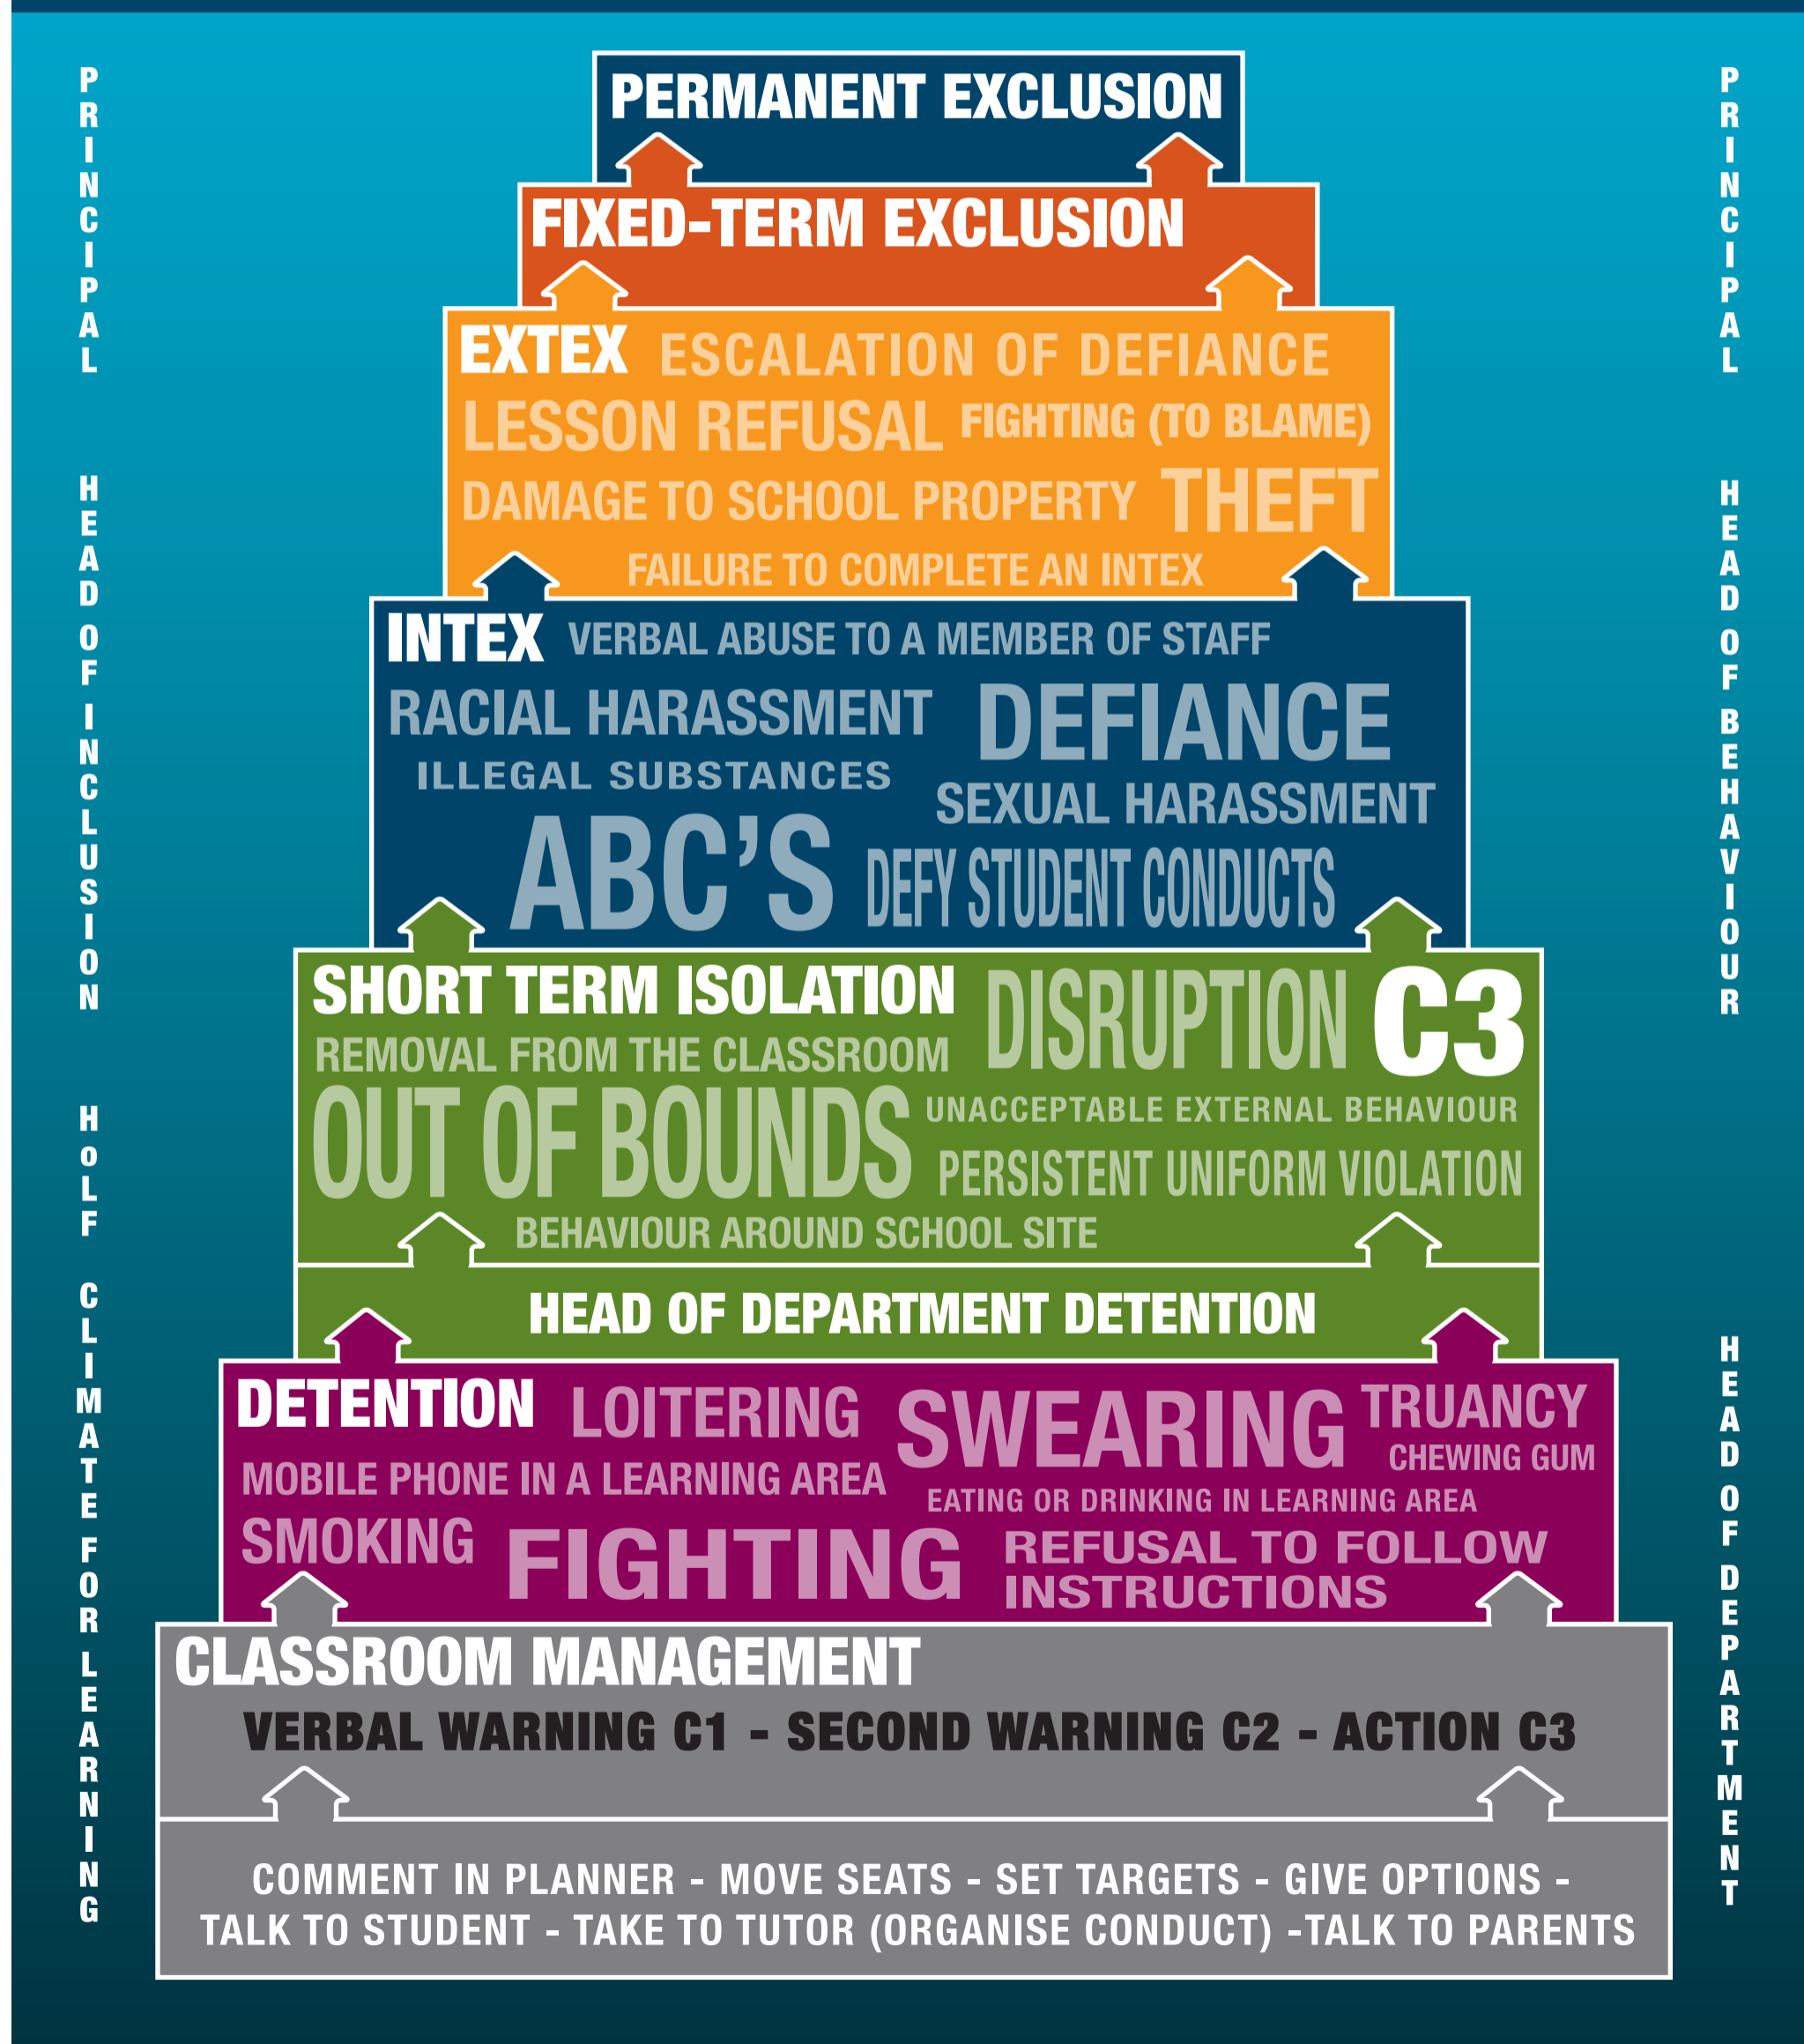 PERMANENT EXCLUSION
FIXED-TERM EXCLUSION
EXTEX ESCALATION OF DEFIANCE
LESSON REFUSAL FIGHTING (TO BLAME)
DAMAGE TO SCHOOL PROPERTY THEFT
FAILURE TO COMPLETE AN INTEX
INTEX VERBAL ABUSE TO A MEMBER OF STAFF
RACIAL HARASSMENT DEFIANCE
ILLEGAL SUBSTANCES SEXUAL HARASSMENT
ABC'S DEFY STUDENT CONDUCTS
SHORT TERM ISOLATION DISRUPTION C3
REMOVAL FROM THE CLASSROOM
OUT OF BOUNDS UNACCEPTABLE EXTERNAL BEHAVIOUR
PERSISTENT UNIFORM VIOLATION
BEHAVIOUR AROUND SCHOOL SITE
HEAD OF DEPARTMENT DETENTION
DETENTION LOITERING SWEARING TRUANCY
CHEWING GUM
MOBILE PHONE IN A LEARNING AREA
EATING OR DRINKING IN LEARNING AREA
SMOKING FIGHTING REFUSAL TO FOLLOW
INSTRUCTIONS
CLASSROOM MANAGEMENT
VERBAL WARNING C1 - SECOND WARNING C2 - ACTION C3
COMMENT IN PLANNER - MOVE SEATS - SET TARGETS - GIVE OPTIONS -
TALK TO STUDENT - TAKE TO TUTOR (ORGANISE CONDUCT) -TALK TO PARENTS
PRINCIPAL
HEAD OF INCLUSION
HOLF CLIMATE FOR LEARNING
PRINCIPAL
HEAD OF BEHAVIOUR
HEAD OF DEPARTMENT